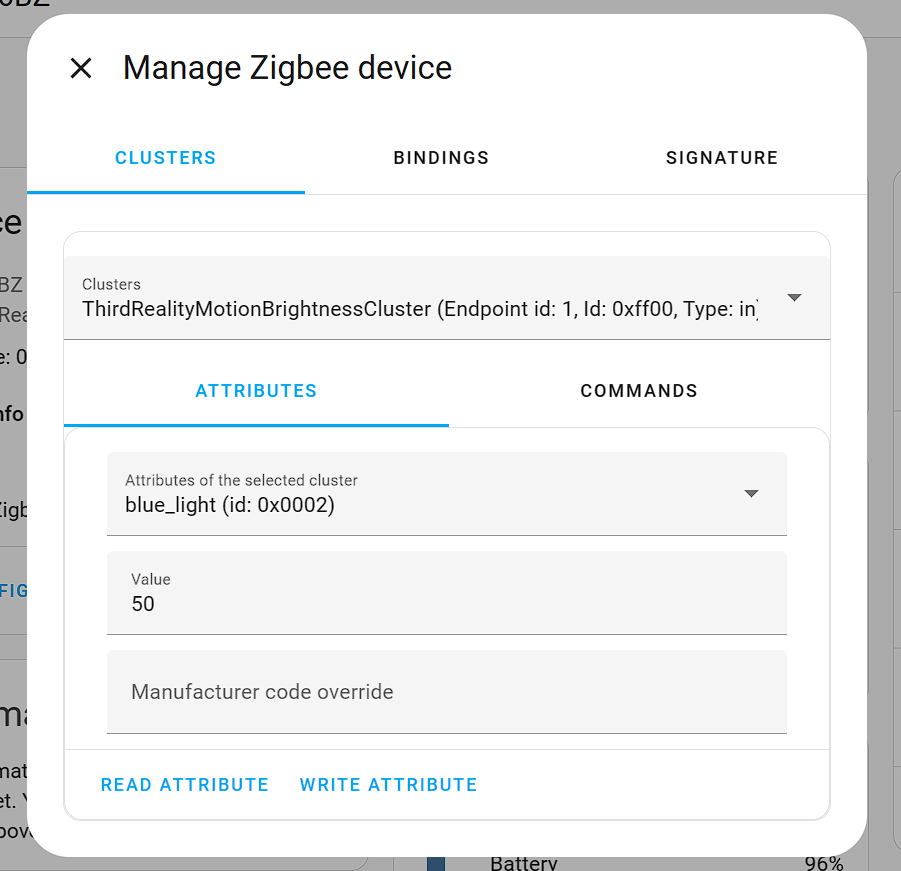 Manage Zigbee device
CLUSTERS
BINDINGS
SIGNATURE
Clusters
ThirdRealityMotionBrightnessCluster (Endpoint id: 1, Id: 0xff00, Type: in)
ATTRIBUTES
COMMANDS
Attributes of the selected cluster
blue_light (id: 0x0002)
Value
50
Manufacturer code override
READ ATTRIBUTE
WRITE ATTRIBUTE
Battery
96%